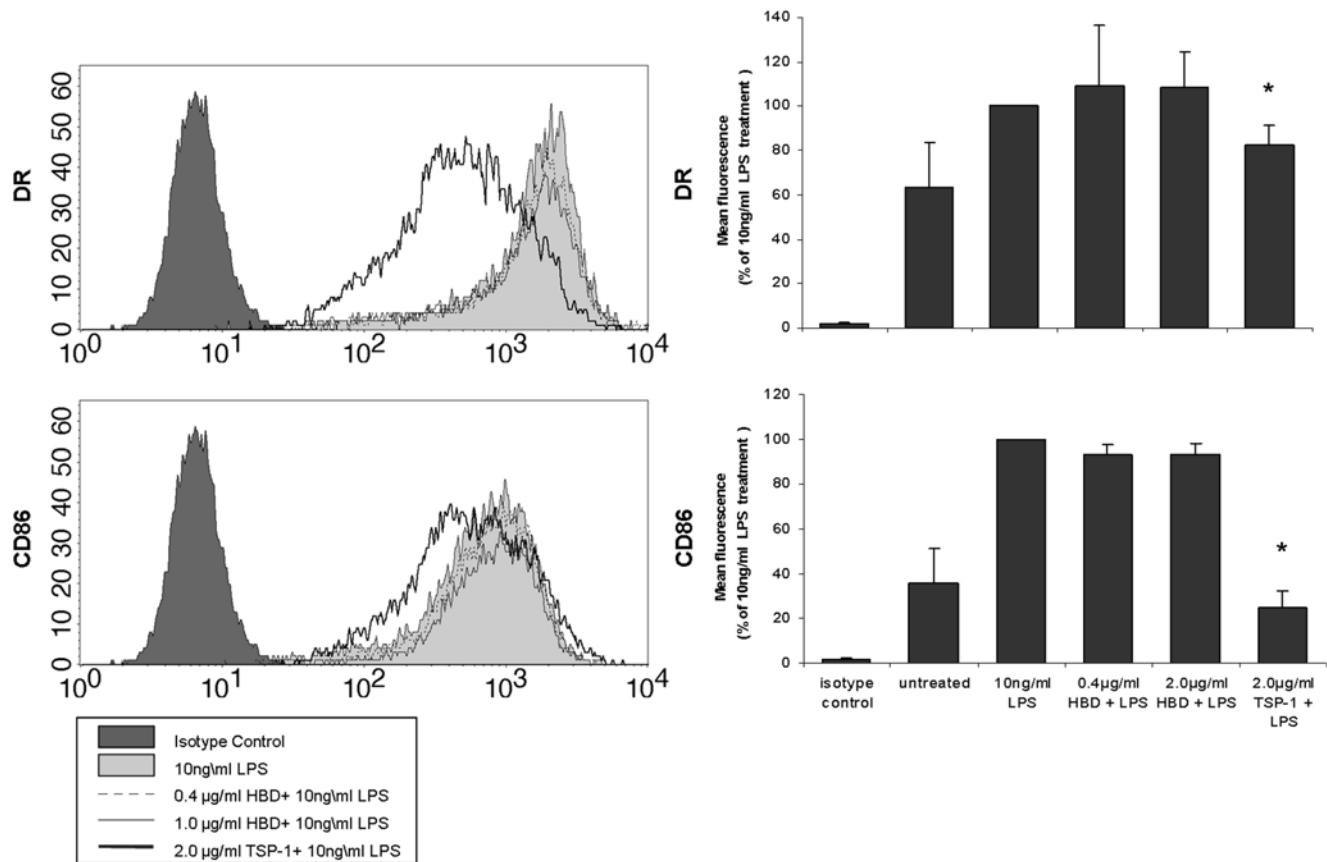 DR
60
50
40
30
20
10
0
10^0 10^1 10^2 10^3 10^4
CD86
60
50
40
30
20
10
0
10^0 10^1 10^2 10^3 10^4
Isotype Control
10ng\ml LPS
0.4 µg/ml HBD+ 10ng\ml LPS
1.0 µg/ml HBD+ 10ng\ml LPS
2.0 µg/ml TSP-1+ 10ng\ml LPS
DR
Mean fluorescence
(% of 10ng/ml LPS treatment )
140
120
100
80
60
40
20
0
*
CD86
Mean fluorescence
(% of 10ng/ml LPS treatment )
120
100
80
60
40
20
0
*
isotype
control
untreated
10ng/ml
LPS
0.4µg/ml
HBD + LPS
2.0µg/ml
HBD + LPS
2.0µg/ml
TSP-1 +
LPS